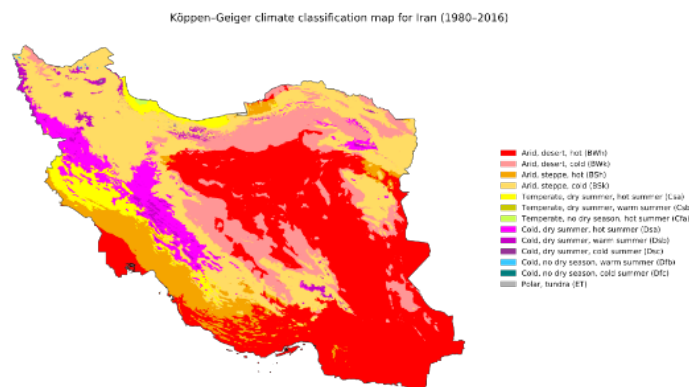 Köppen–Geiger climate classification map for Iran (1980–2016)
Arid, desert, hot (BWh)
Arid, desert, cold (BWk)
Arid, steppe, hot (BSh)
Arid, steppe, cold (BSk)
Temperate, dry summer, hot summer (Csa)
Temperate, dry summer, warm summer (Csb)
Temperate, no dry season, hot summer (Cfa)
Cold, dry summer, hot summer (Dsa)
Cold, dry summer, warm summer (Dsb)
Cold, dry summer, cold summer (Dsc)
Cold, no dry season, warm summer (Dfb)
Cold, no dry season, cold summer (Dfc)
Polar, tundra (ET)